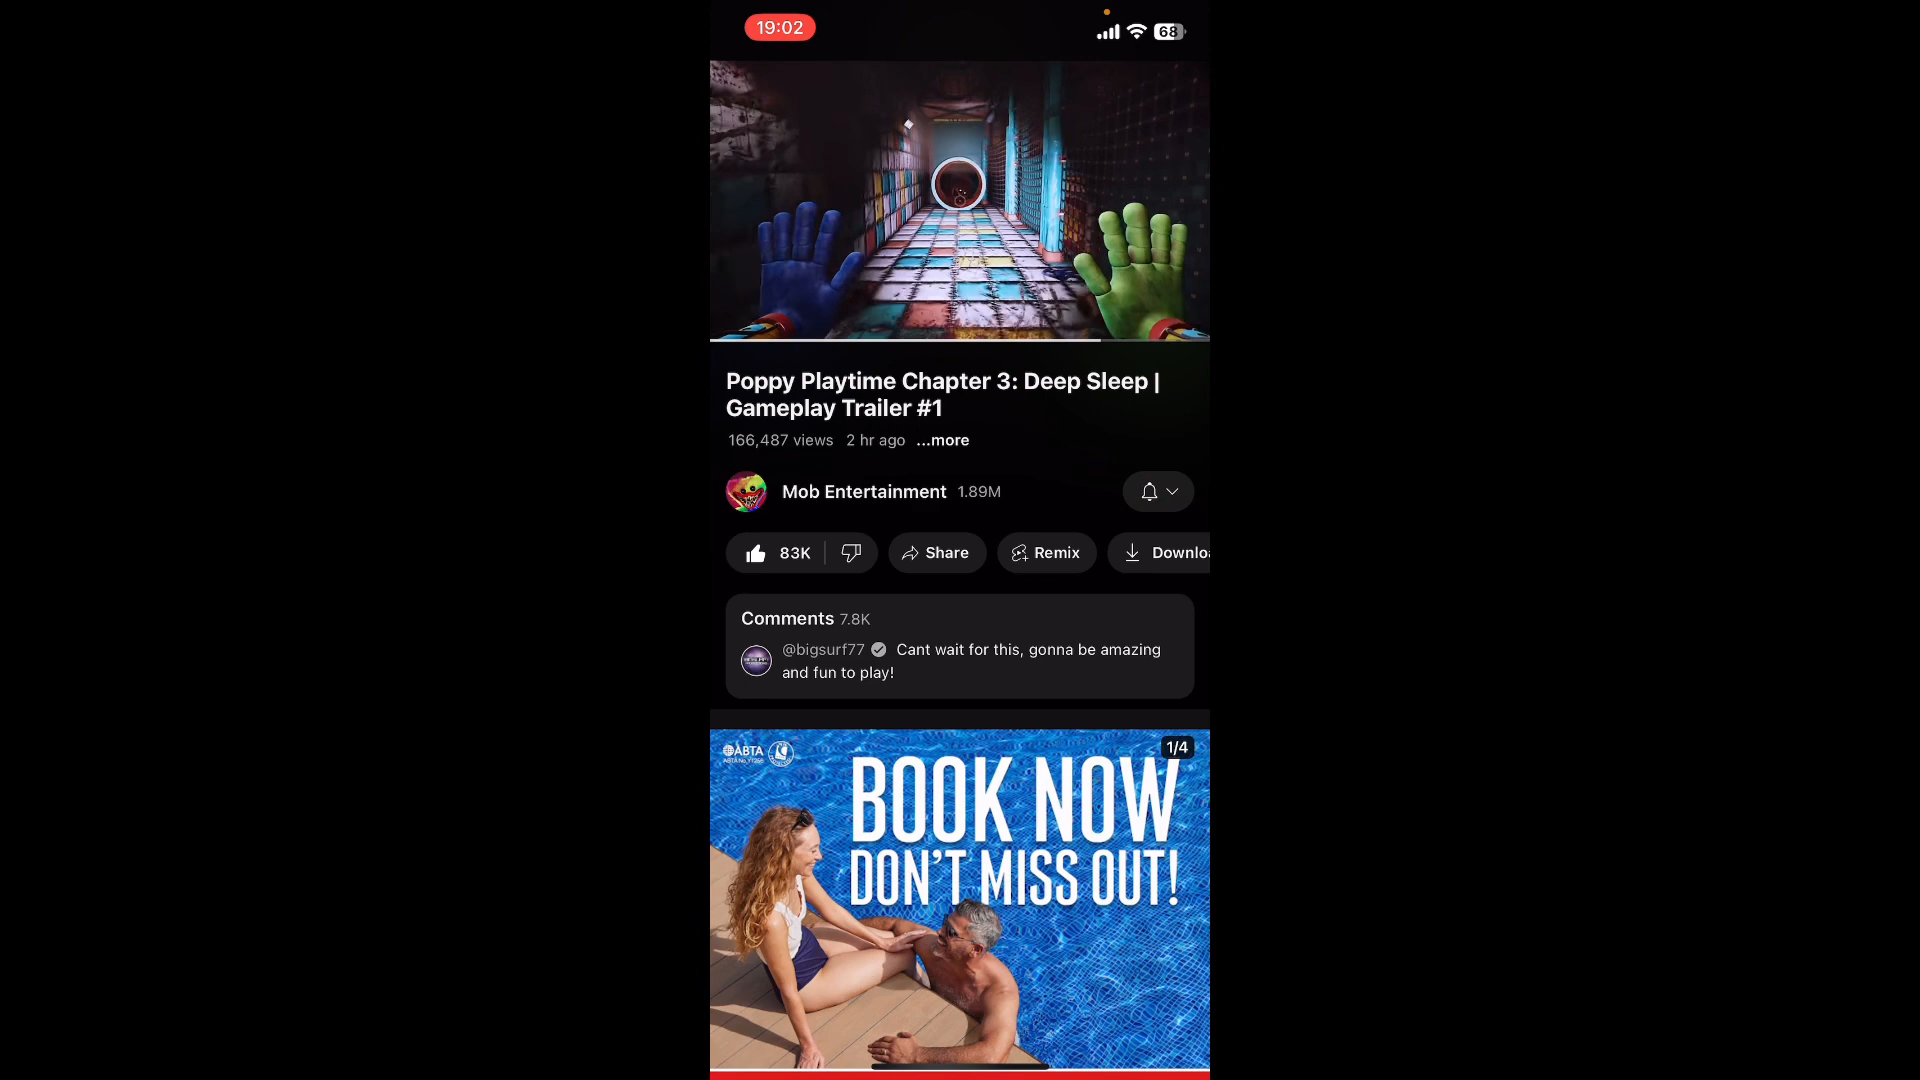 19:02
68
Poppy Playtime Chapter 3: Deep Sleep |
Gameplay Trailer #1
166,487 views 2 hr ago ...more
Mob Entertainment 1.89M
83K Share Remix Downlo
Comments 7.8K
@bigsurf77 Cant wait for this, gonna be amazing
and fun to play!
1/4
ABTA
BOOK NOW
DON'T MISS OUT!